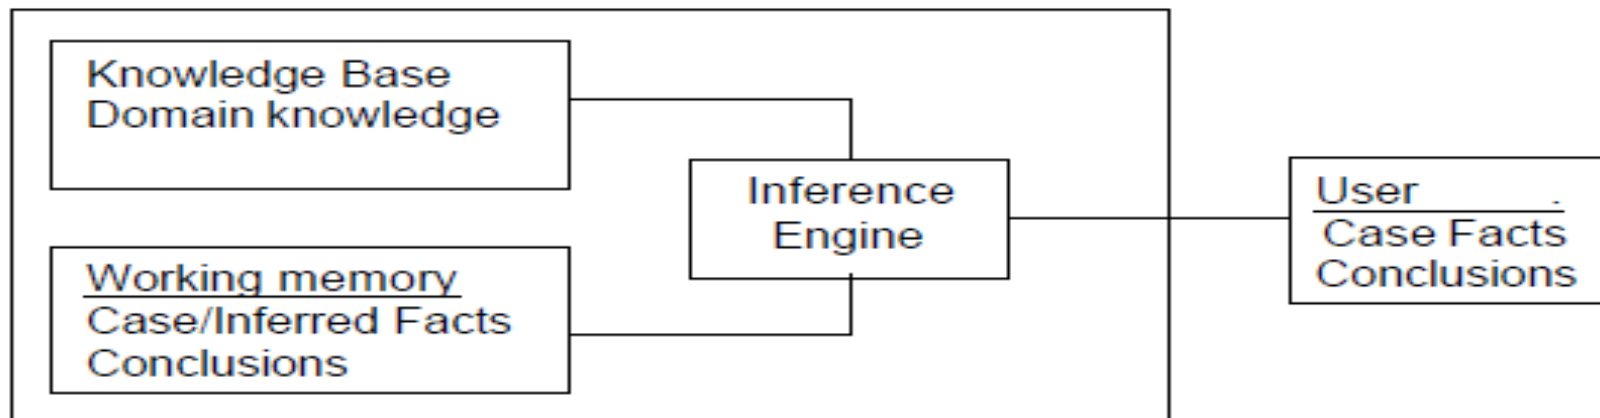 Knowledge Base
Domain knowledge
Inference
Engine
Working memory
Case/Inferred Facts
Conclusions
User .
Case Facts
Conclusions